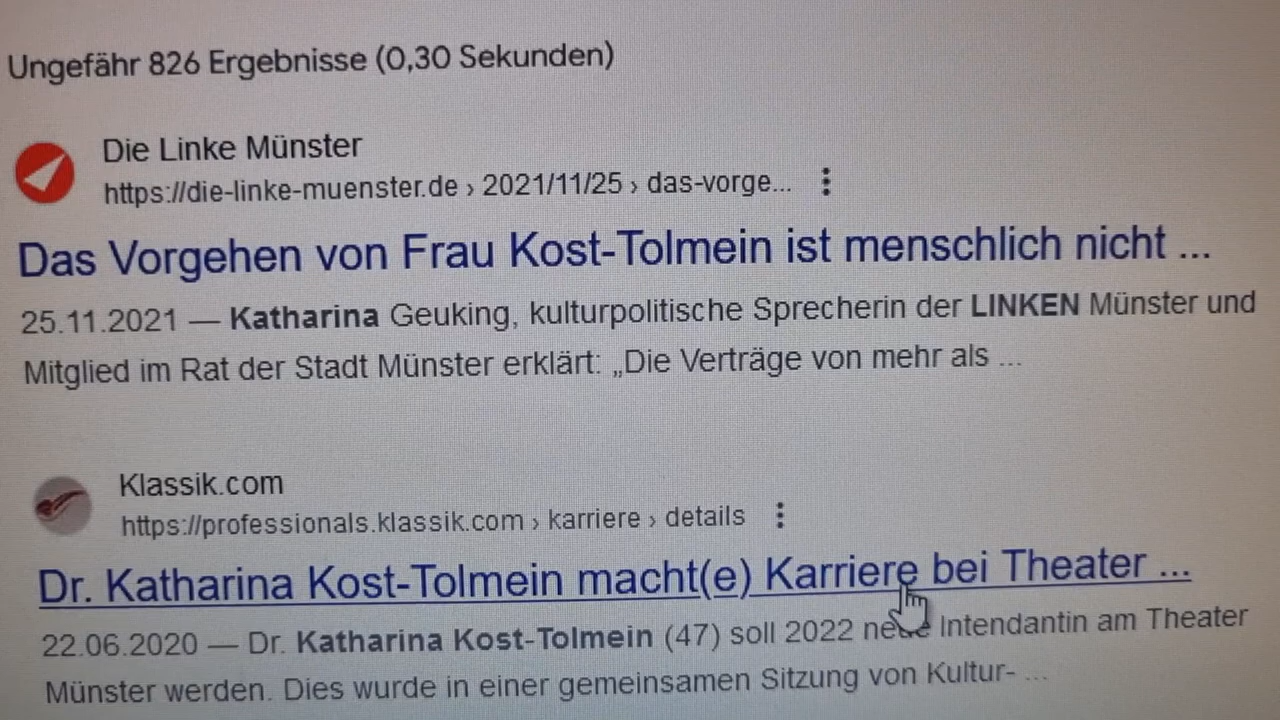 Ungefähr 826 Ergebnisse (0,30 Sekunden)
Die Linke Münster
https://die-linke-muenster.de › 2021/11/25 › das-vorge...
Das Vorgehen von Frau Kost-Tolmein ist menschlich nicht ...
25.11.2021 — Katharina Geuking, kulturpolitische Sprecherin der LINKEN Münster und
Mitglied im Rat der Stadt Münster erklärt: „Die Verträge von mehr als ...
Klassik.com
https://professionals.klassik.com › karriere › details
Dr. Katharina Kost-Tolmein macht(e) Karriere bei Theater ...
22.06.2020 — Dr. Katharina Kost-Tolmein (47) soll 2022 neue Intendantin am Theater
Münster werden. Dies wurde in einer gemeinsamen Sitzung von Kultur- ...